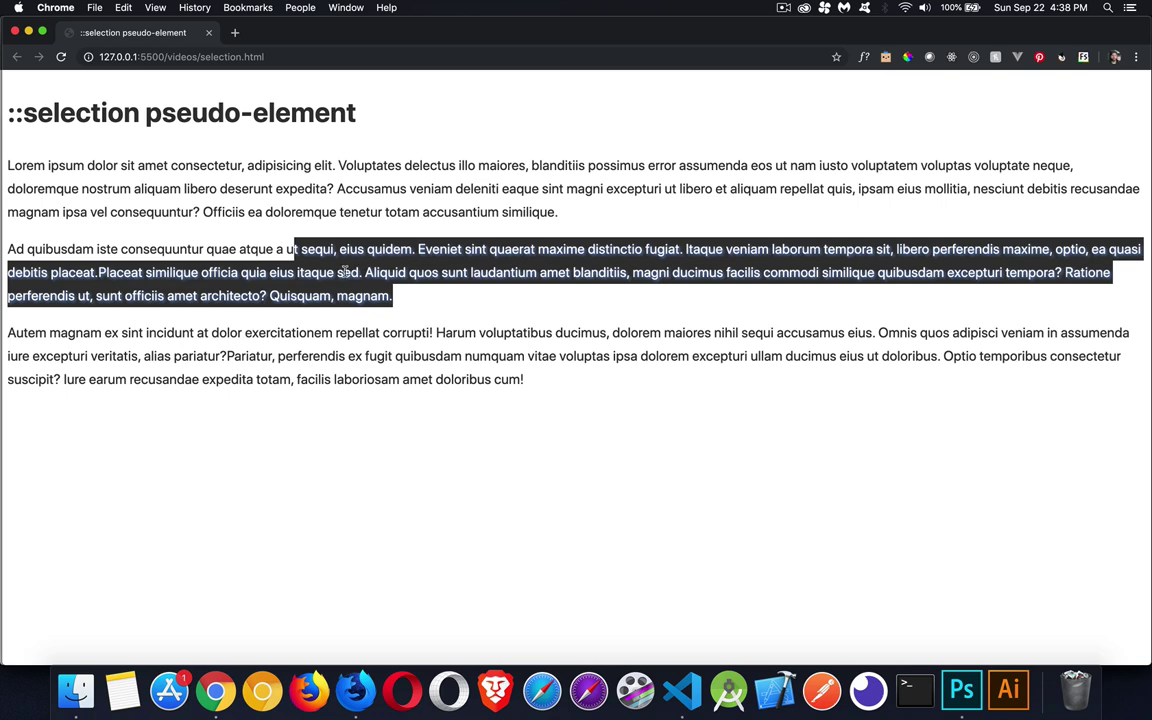 Chrome File Edit View History Bookmarks People Window Help 100% Sun Sep 22 4:38 PM
::selection pseudo-element
127.0.0.1:5500/videos/selection.html
::selection pseudo-element
Lorem ipsum dolor sit amet consectetur, adipisicing elit. Voluptates delectus illo maiores, blanditiis possimus error assumenda eos ut nam iusto voluptatem voluptas voluptate neque,
doloremque nostrum aliquam libero deserunt expedita? Accusamus veniam deleniti eaque sint magni excepturi ut libero et aliquam repellat quis, ipsam eius mollitia, nesciunt debitis recusandae
magnam ipsa vel consequuntur? Officiis ea doloremque tenetur totam accusantium similique.
Ad quibusdam iste consequuntur quae atque a ut sequi, eius quidem. Eveniet sint quaerat maxime distinctio fugiat. Itaque veniam laborum tempora sit, libero perferendis maxime, optio, ea quasi
debitis placeat.Placeat similique officia quia eius itaque sed. Aliquid quos sunt laudantium amet blanditiis, magni ducimus facilis commodi similique quibusdam excepturi tempora? Ratione
perferendis ut, sunt officiis amet architecto? Quisquam, magnam.
Autem magnam ex sint incidunt at dolor exercitationem repellat corrupti! Harum voluptatibus ducimus, dolorem maiores nihil sequi accusamus eius. Omnis quos adipisci veniam in assumenda
iure excepturi veritatis, alias pariatur?Pariatur, perferendis ex fugit quibusdam numquam vitae voluptas ipsa dolorem excepturi ullam ducimus eius ut doloribus. Optio temporibus consectetur
suscipit? Iure earum recusandae expedita totam, facilis laboriosam amet doloribus cum!
1
>_
Ps
Ai